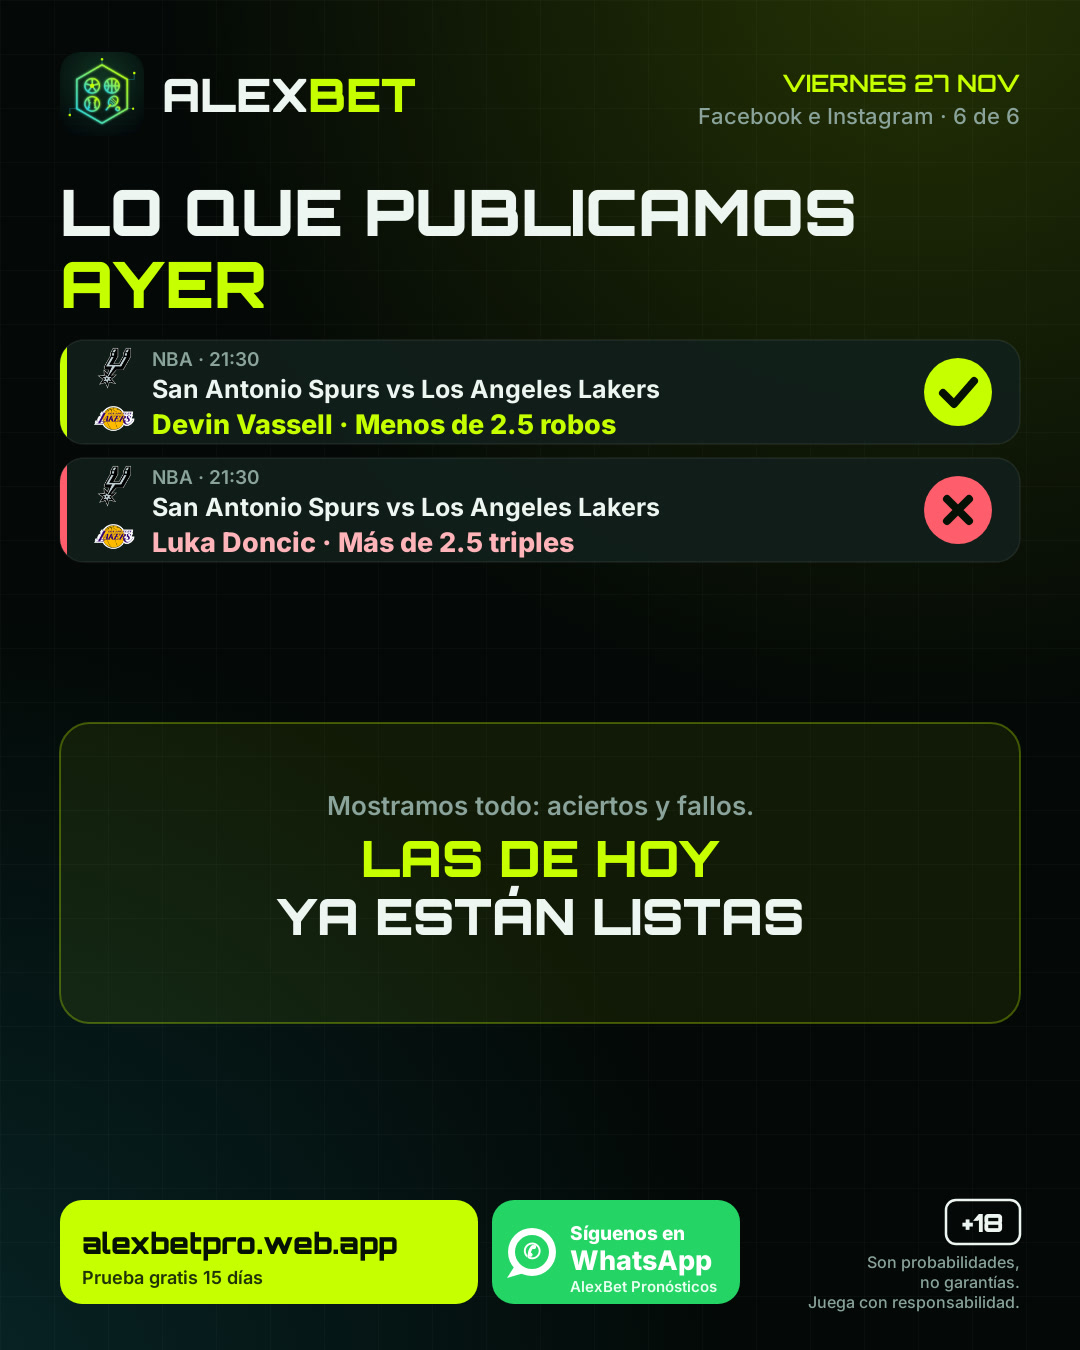 ALEXBET
VIERNES 27 NOV
Facebook e Instagram · 6 de 6
LO QUE PUBLICAMOS
AYER
NBA · 21:30
San Antonio Spurs vs Los Angeles Lakers
Devin Vassell · Menos de 2.5 robos
NBA · 21:30
San Antonio Spurs vs Los Angeles Lakers
Luka Doncic · Más de 2.5 triples
Mostramos todo: aciertos y fallos.
LAS DE HOY
YA ESTÁN LISTAS
alexbetpro.web.app
Prueba gratis 15 días
Síguenos en
WhatsApp
AlexBet Pronósticos
+18
Son probabilidades,
no garantías.
Juega con responsabilidad.